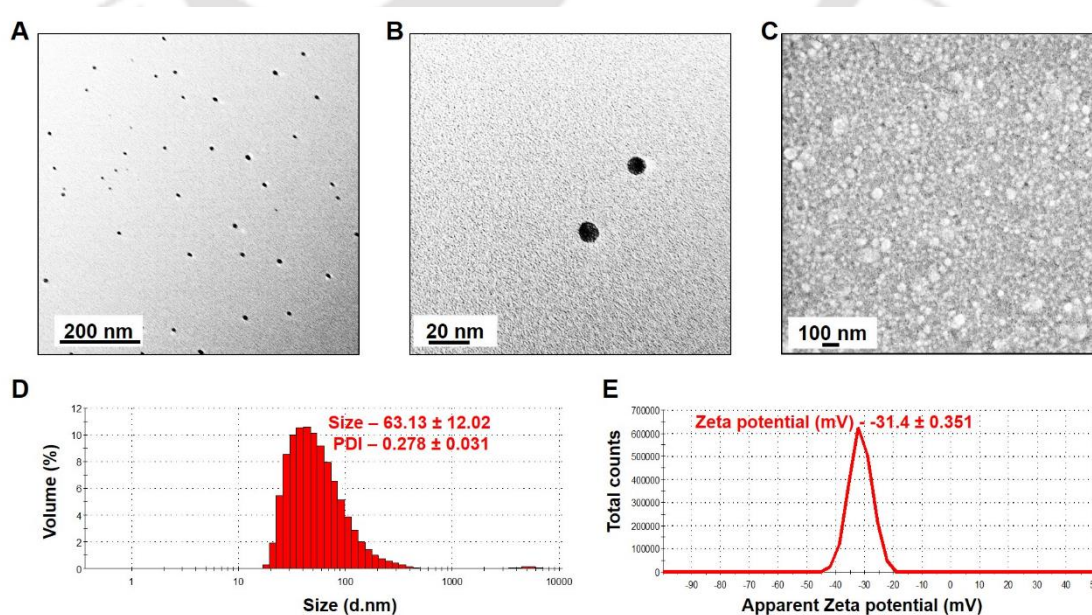 A
B
C
200 nm
20 nm
100 nm
D
Size – 63.13 ± 12.02
PDI – 0.278 ± 0.031
Volume (%)
12
10
8
6
4
2
0
1
10
100
1000
10000
Size (d.nm)
E
Zeta potential (mV) - -31.4 ± 0.351
Total counts
700000
600000
500000
400000
300000
200000
100000
0
-90 -80 -70 -60 -50 -40 -30 -20 -10 0 10 20 30 40
Apparent Zeta potential (mV)